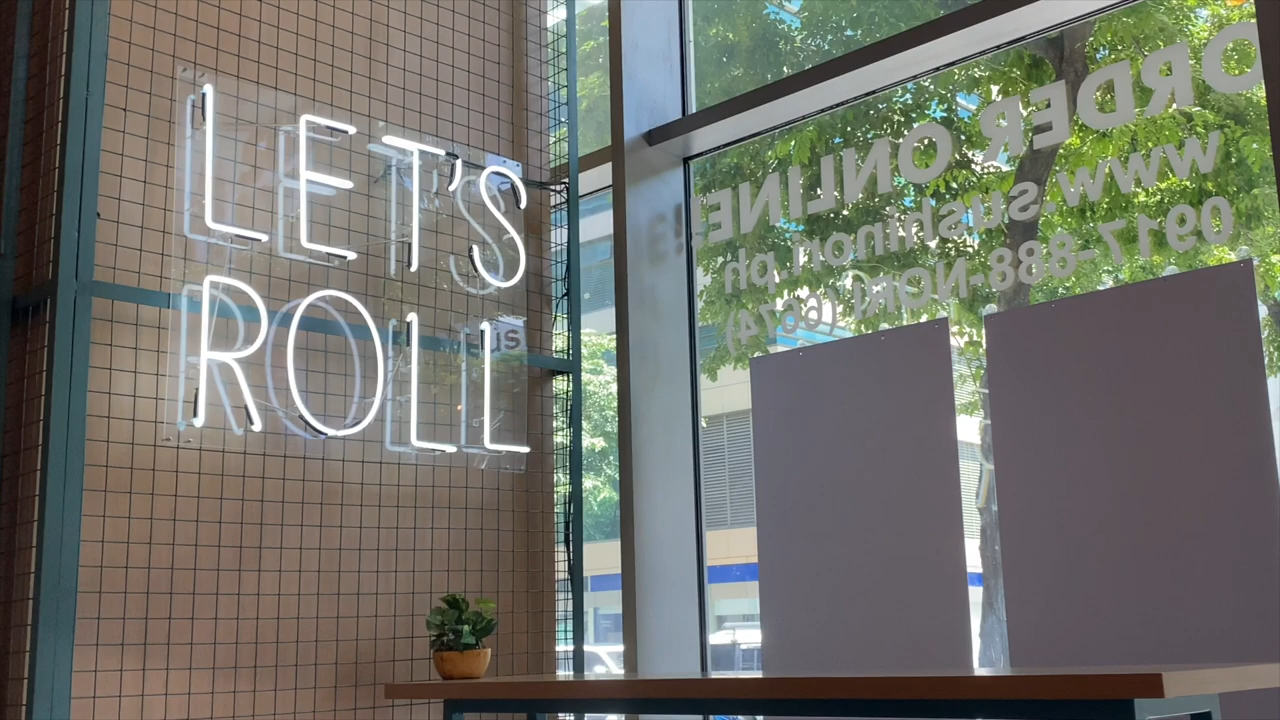 LET'S
ROLL
ORDER ONLINE!
www.sushinori.ph
0917-888-NORI (6674)